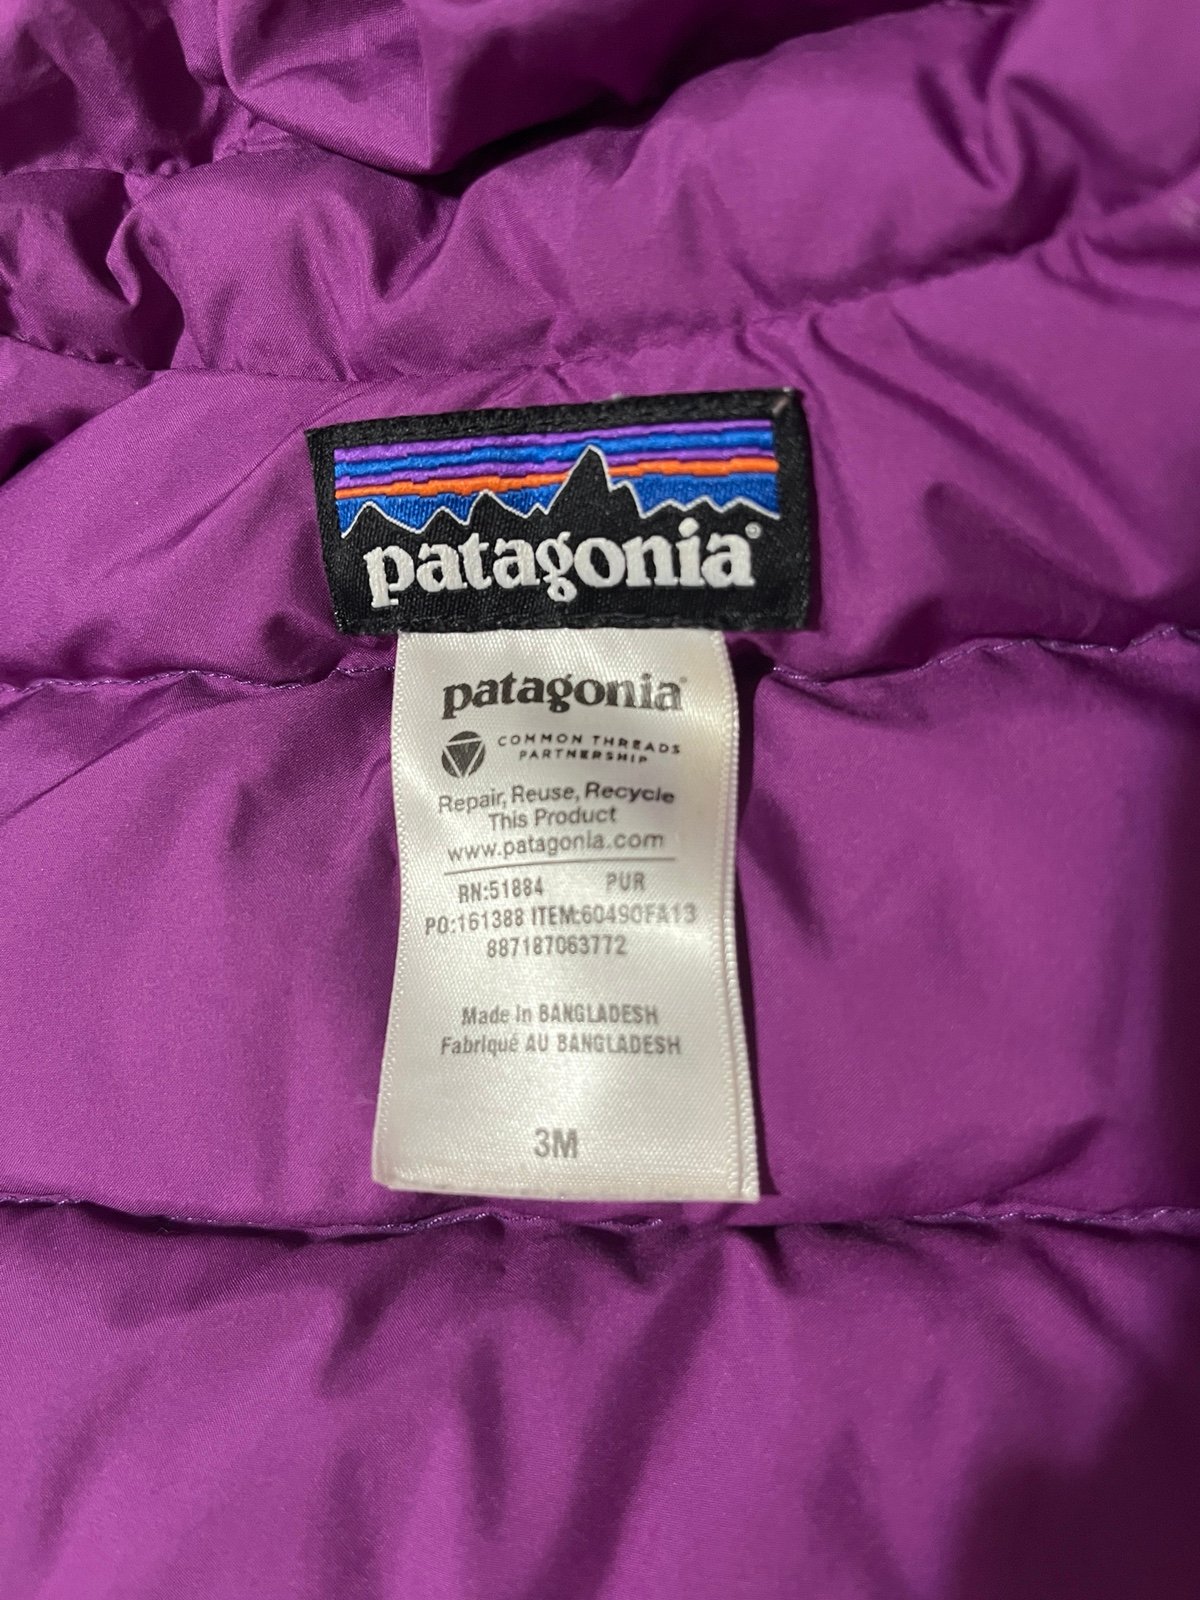 patagonia®
patagonia®
COMMON THREADS
PARTNERSHIP
Repair, Reuse, Recycle
This Product
www.patagonia.com
RN:51884 PUR
PO:161388 ITEM:60490FA13
887187063772
Made in BANGLADESH
Fabriqué AU BANGLADESH
3M